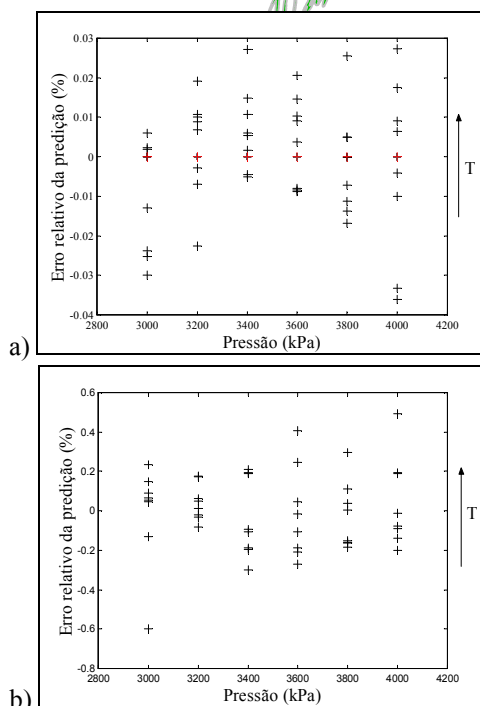 0.03
0.02
0.01
0
-0.01
-0.02
-0.03
-0.04
Erro relativo da predição (%)
2800 3000 3200 3400 3600 3800 4000 4200
Pressão (kPa)
T
a)
0.6
0.4
0.2
0
-0.2
-0.4
-0.6
-0.8
Erro relativo da predição (%)
2800 3000 3200 3400 3600 3800 4000 4200
Pressão (kPa)
T
b)